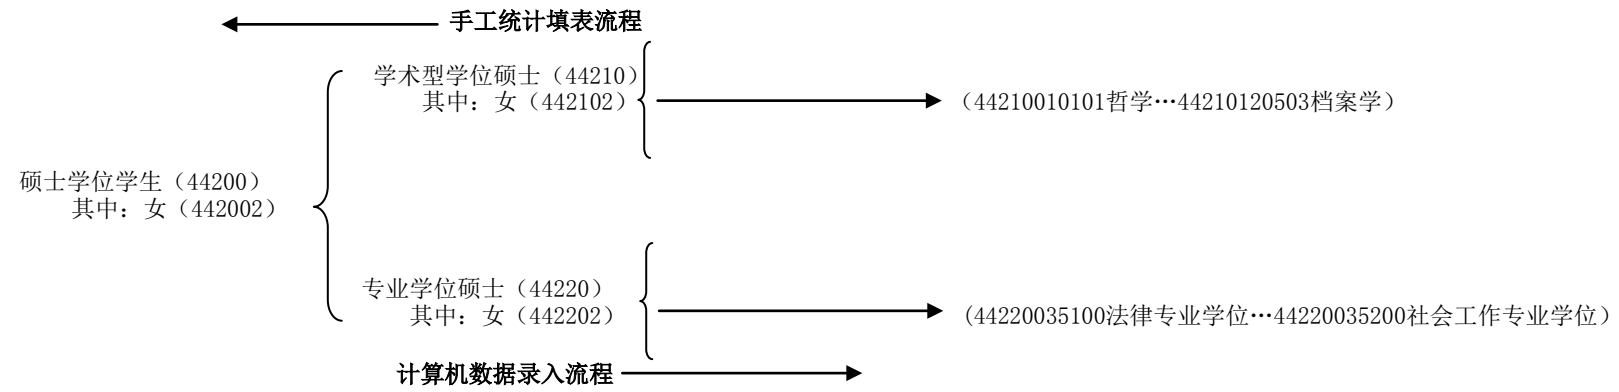 手工统计填表流程
学术型学位硕士（44210）
其中：女（442102）
（44210010101哲学…44210120503档案学）
硕士学位学生（44200）
其中：女（442002）
专业学位硕士（44220）
其中：女（442202）
（44220035100法律专业学位…44220035200社会工作专业学位）
计算机数据录入流程